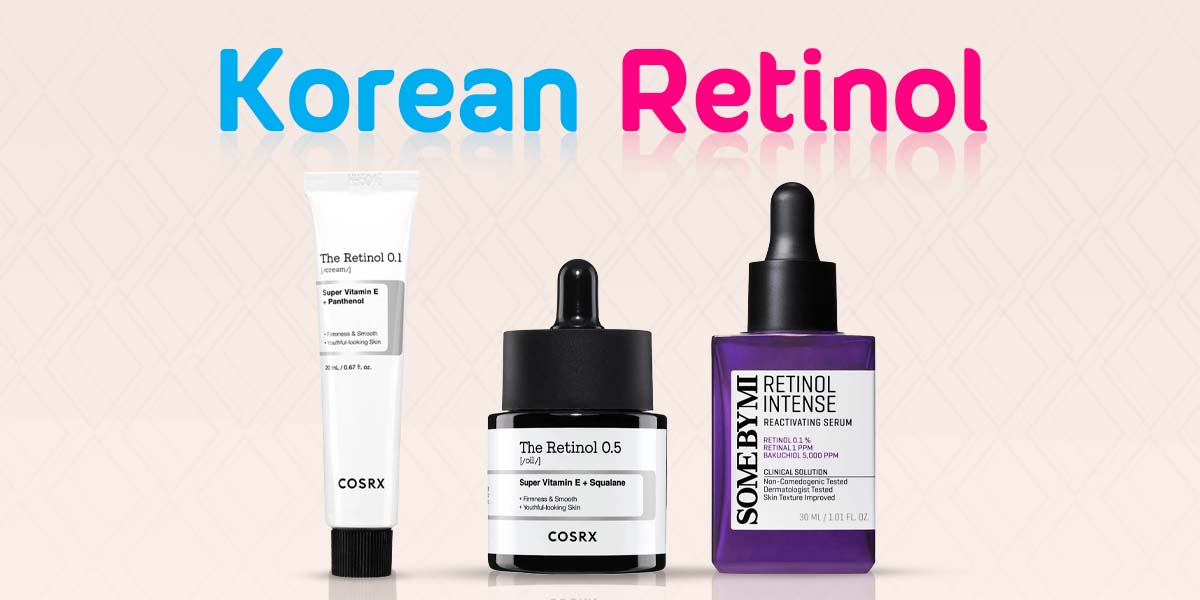 Korean Retinol
The Retinol 0.1
[/cream/]
Super Vitamin E
+ Panthenol
• Firmness & Smooth
• Youthful-looking Skin
20 mL / 0.67 fl. oz.
COSRX
The Retinol 0.5
[/oil/]
Super Vitamin E + Squalane
• Firmness & Smooth
• Youthful-looking Skin
COSRX
SOME BY MI
RETINOL
INTENSE
REACTIVATING SERUM
RETINOL 0.1 %
RETINAL 1 PPM
BAKUCHIOL 5,000 PPM
CLINICAL SOLUTION
Non-Comedogenic Tested
Dermatologist Tested
Skin Texture Improved
30 ML / 1.01 FL. OZ.